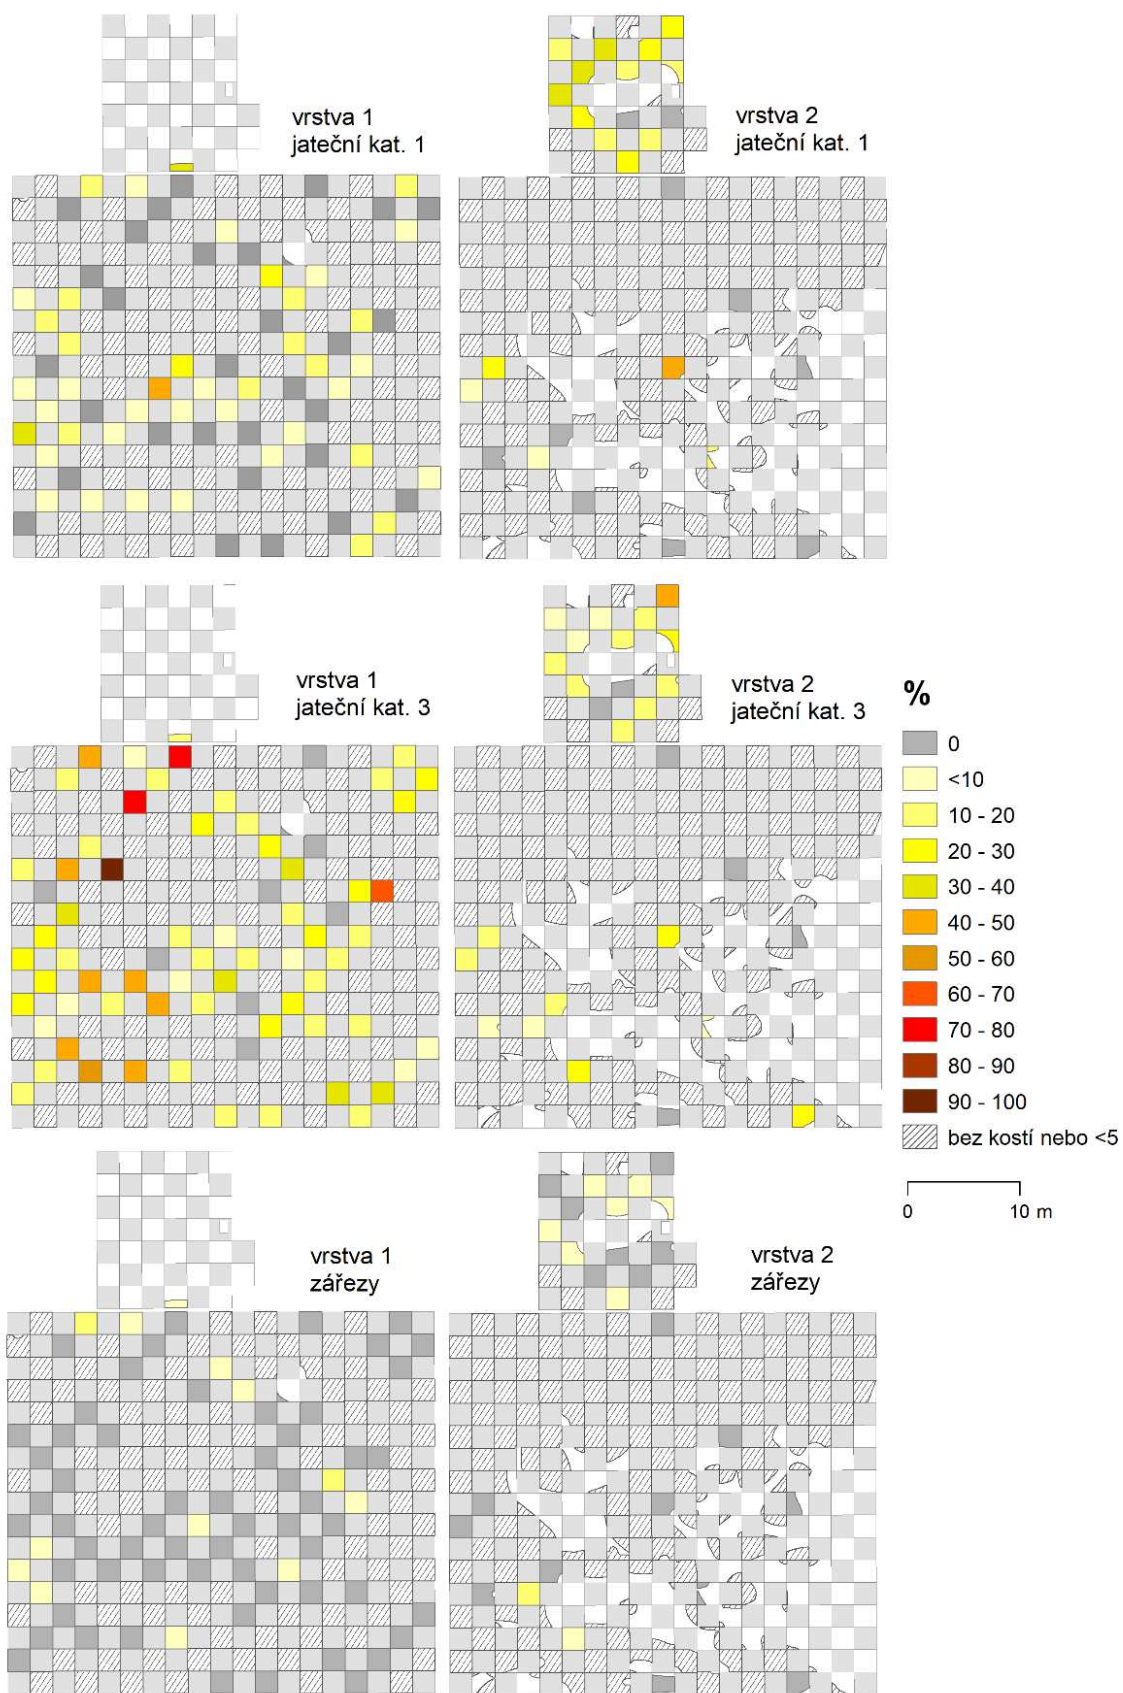 vrstva 1
jateční kat. 1
vrstva 2
jateční kat. 1
vrstva 1
jateční kat. 3
vrstva 2
jateční kat. 3
%
0
<10
10 - 20
20 - 30
30 - 40
40 - 50
50 - 60
60 - 70
70 - 80
80 - 90
90 - 100
bez kostí nebo <5
0 10 m
vrstva 1
zářezy
vrstva 2
zářezy